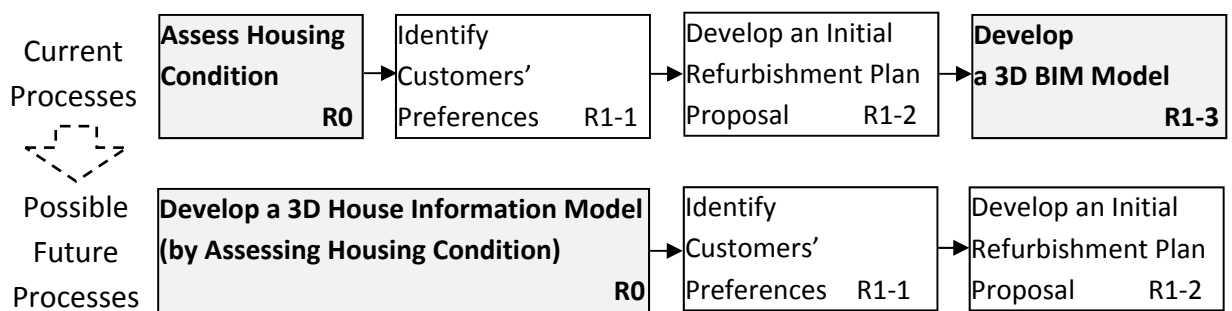 Current
Processes
Assess Housing
Condition
R0
Identify
Customers’
Preferences R1-1
Develop an Initial
Refurbishment Plan
Proposal R1-2
Develop
a 3D BIM Model
R1-3
Possible
Future
Processes
Develop a 3D House Information Model
(by Assessing Housing Condition)
R0
Identify
Customers’
Preferences R1-1
Develop an Initial
Refurbishment Plan
Proposal R1-2